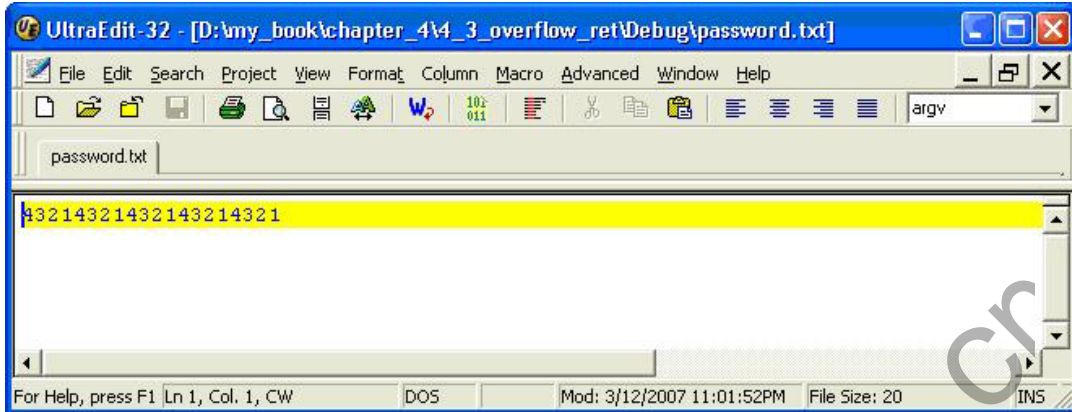 UltraEdit-32 - [D:\my_book\chapter_4\4_3_overflow_ret\Debug\password.txt]
File Edit Search Project View Format Column Macro Advanced Window Help
argv
password.txt
43214321432143214321
For Help, press F1 Ln 1, Col. 1, CW DOS Mod: 3/12/2007 11:01:52PM File Size: 20 INS